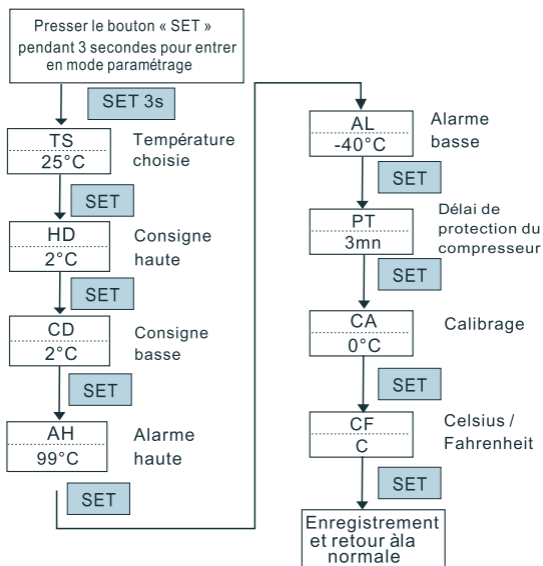 Presser le bouton « SET »
pendant 3 secondes pour entrer
en mode paramétrage
SET 3s
TS
25°C
Température
choisie
SET
HD
2°C
Consigne
haute
SET
CD
2°C
Consigne
basse
SET
AH
99°C
Alarme
haute
SET
AL
-40°C
Alarme
basse
SET
PT
3mn
Délai de
protection du
compresseur
SET
CA
0°C
Calibrage
SET
CF
C
Celsius /
Fahrenheit
SET
Enregistrement
et retour àla
normale